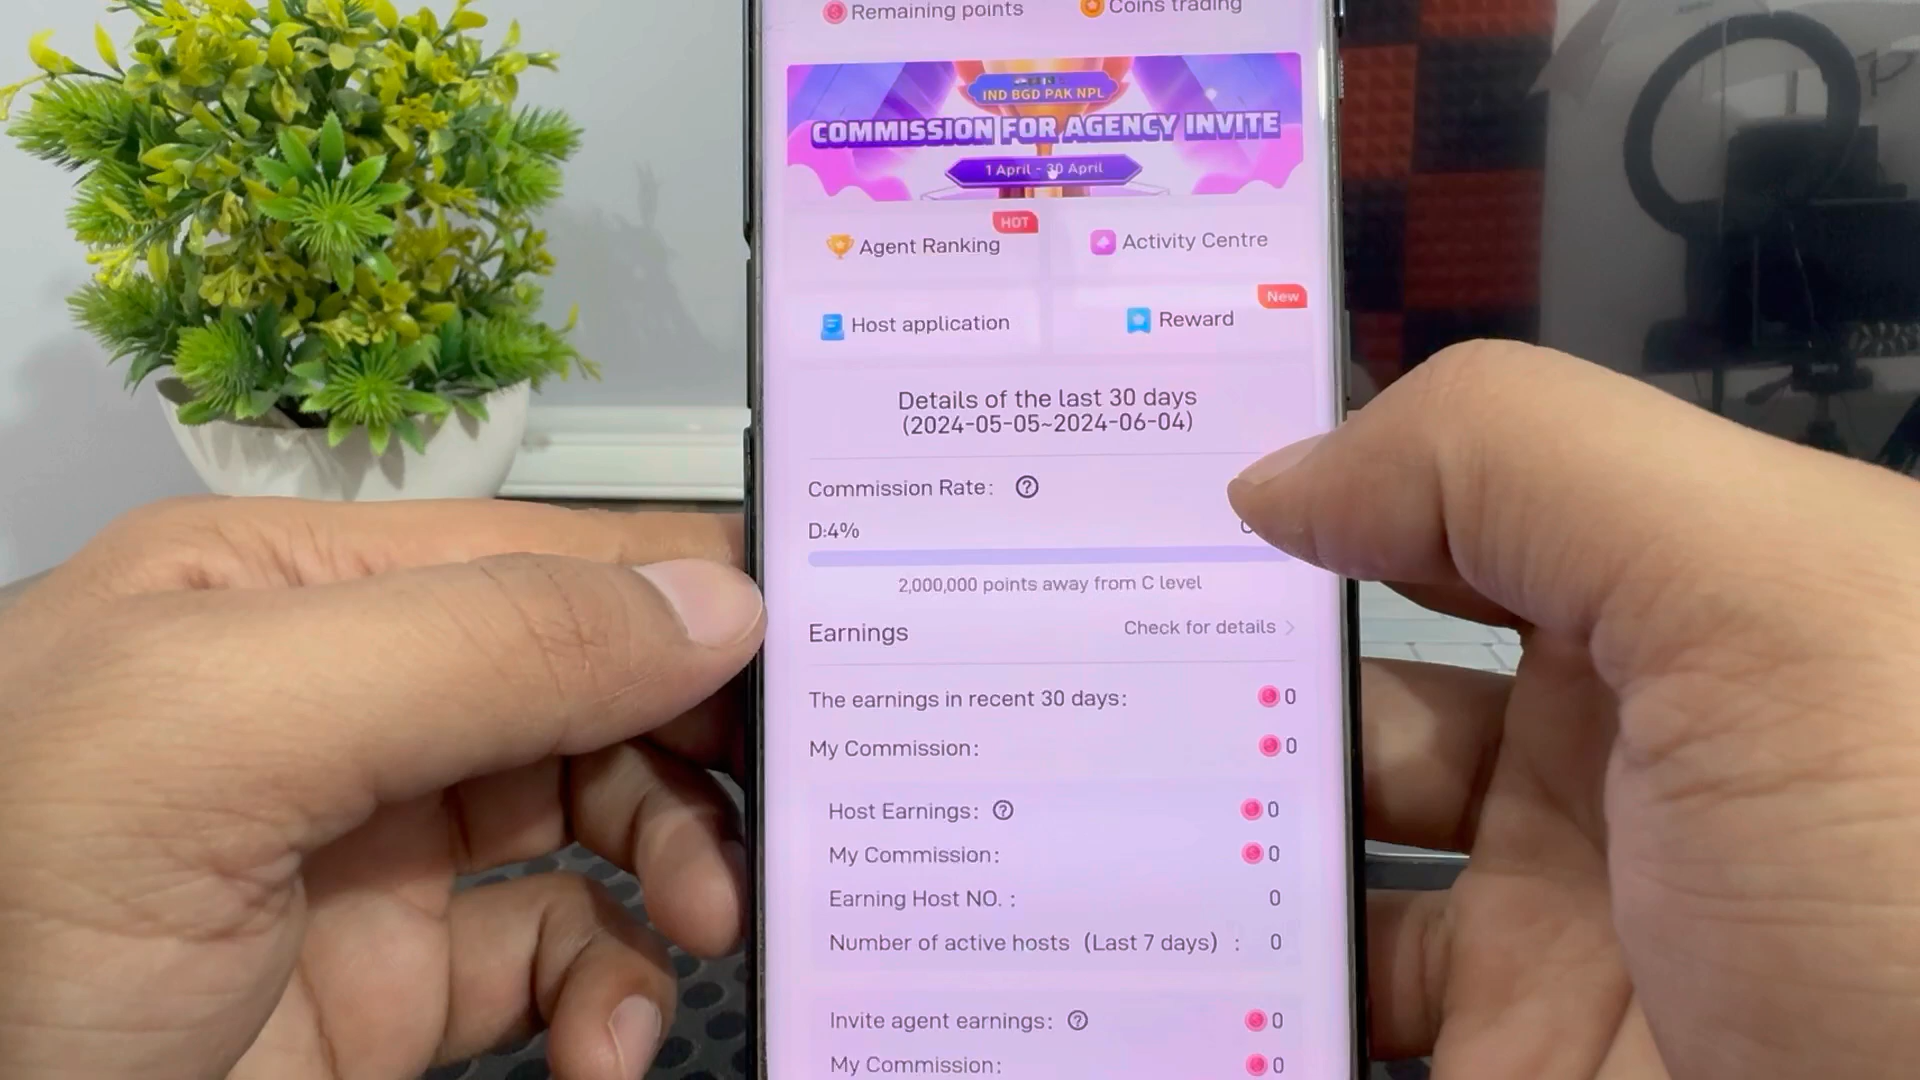 Remaining points
Coins trading
IND BGD PAK NPL
COMMISSION FOR AGENCY INVITE
1 April - 30 April
HOT
Agent Ranking
Activity Centre
New
Host application
Reward
Details of the last 30 days
(2024-05-05~2024-06-04)
Commission Rate: ?
D:4%
2,000,000 points away from C level
Earnings
Check for details >
The earnings in recent 30 days: 0
My Commission: 0
Host Earnings: ? 0
My Commission: 0
Earning Host NO. : 0
Number of active hosts (Last 7 days) : 0
Invite agent earnings: ? 0
My Commission: 0